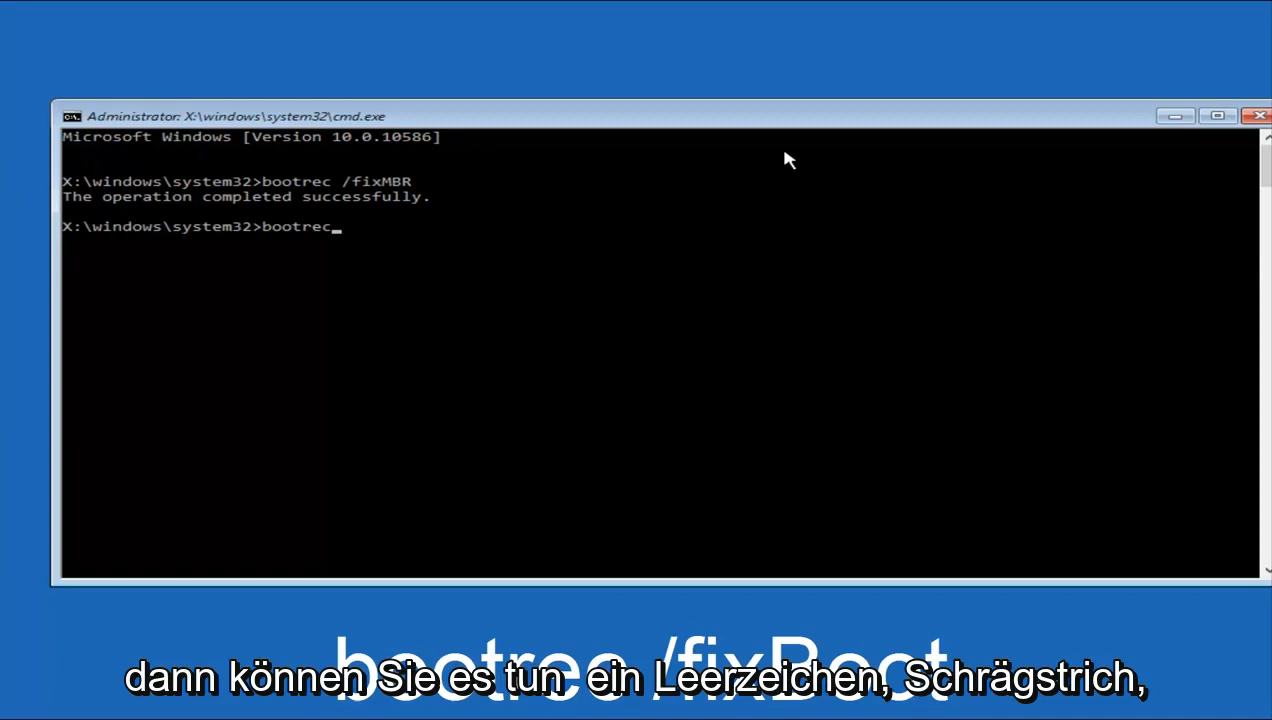 Administrator: X:\windows\system32\cmd.exe
Microsoft Windows [Version 10.0.10586]
X:\windows\system32>bootrec /fixMBR
The operation completed successfully.
X:\windows\system32>bootrec_
bootrec /fixBoot
dann können Sie es tun ein Leerzeichen, Schrägstrich,